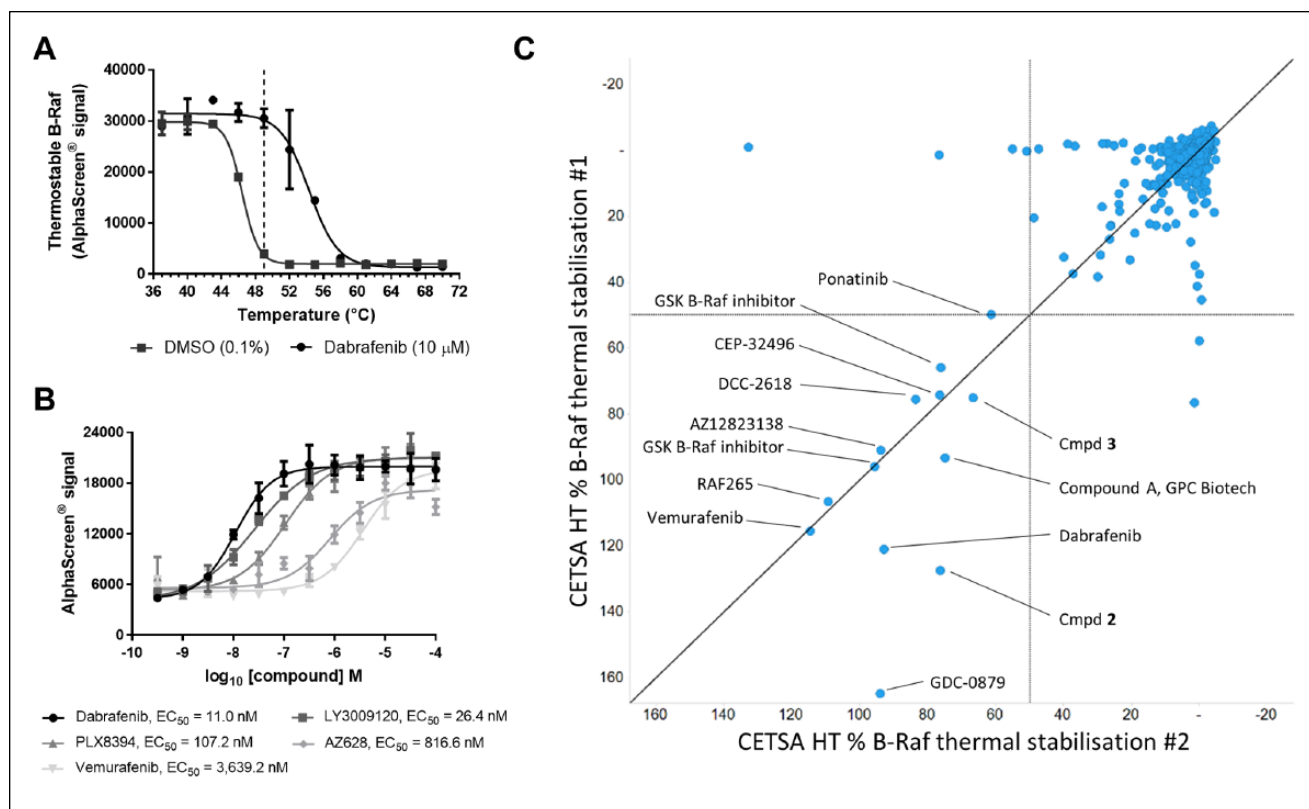 A
Thermostable B-Raf
(AlphaScreen® signal)
40000
30000
20000
10000
0
36 40 44 48 52 56 60 64 68 72
Temperature (°C)
DMSO (0.1%) Dabrafenib (10 µM)
B
AlphaScreen® signal
24000
18000
12000
6000
0
-10 -9 -8 -7 -6 -5 -4
log10 [compound] M
Dabrafenib, EC50 = 11.0 nM LY3009120, EC50 = 26.4 nM
PLX8394, EC50 = 107.2 nM AZ628, EC50 = 816.6 nM
Vemurafenib, EC50 = 3,639.2 nM
C
CETSA HT % B-Raf thermal stabilisation #1
-20
-
20
40
60
80
100
120
140
160
Ponatinib
GSK B-Raf inhibitor
CEP-32496
DCC-2618
AZ12823138
GSK B-Raf inhibitor
RAF265
Vemurafenib
Cmpd 3
Compound A, GPC Biotech
Dabrafenib
Cmpd 2
GDC-0879
160 140 120 100 80 60 40 20 - -20
CETSA HT % B-Raf thermal stabilisation #2